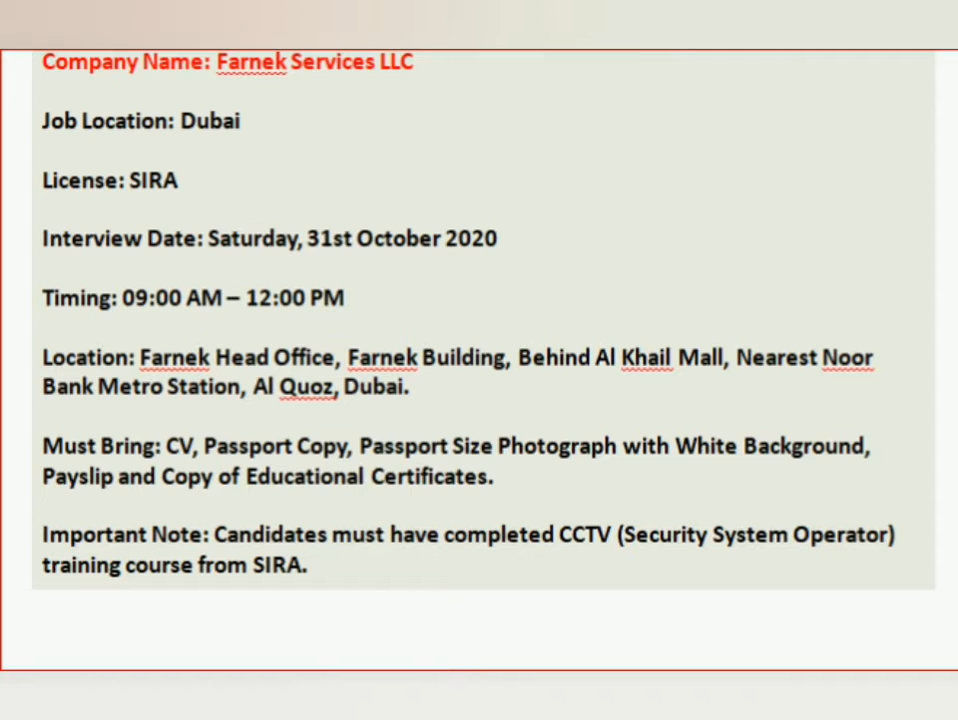 Company Name: Farnek Services LLC
Job Location: Dubai
License: SIRA
Interview Date: Saturday, 31st October 2020
Timing: 09:00 AM – 12:00 PM
Location: Farnek Head Office, Farnek Building, Behind Al Khail Mall, Nearest Noor
Bank Metro Station, Al Quoz, Dubai.
Must Bring: CV, Passport Copy, Passport Size Photograph with White Background,
Payslip and Copy of Educational Certificates.
Important Note: Candidates must have completed CCTV (Security System Operator)
training course from SIRA.